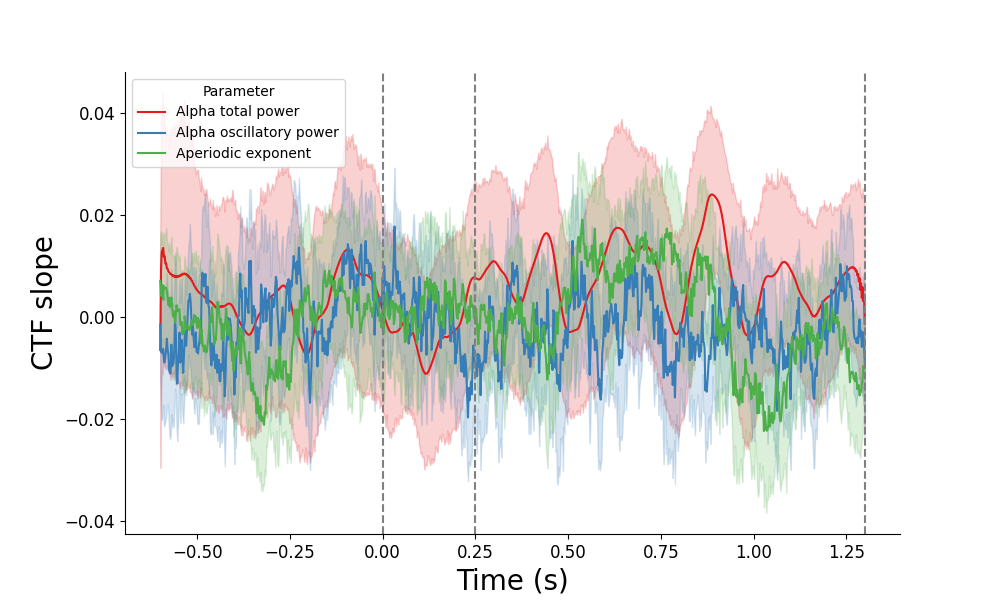 Parameter
Alpha total power
Alpha oscillatory power
Aperiodic exponent
CTF slope
0.04
0.02
0.00
−0.02
−0.04
−0.50
−0.25
0.00
0.25
0.50
0.75
1.00
1.25
Time (s)